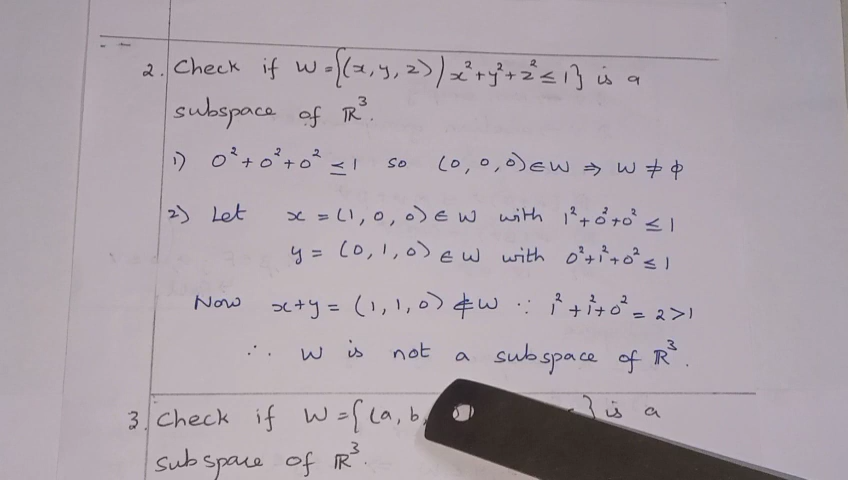 2. Check if W={(x, y, z)/x²+y²+z² ≤ 1} is a
subspace of ℝ³.
1) 0²+0²+0² ≤ 1 so (0, 0, 0)∈W ⇒ W ≠ ϕ
2) Let x = (1, 0, 0) ∈ W with 1²+0²+0² ≤ 1
y = (0, 1, 0) ∈ W with 0²+1²+0² ≤ 1
Now x+y = (1, 1, 0) ∉ W ∵ 1²+1²+0² = 2>1
∴ W is not a subspace of ℝ³.
3. Check if W={(a, b, } is a
subspace of ℝ³.